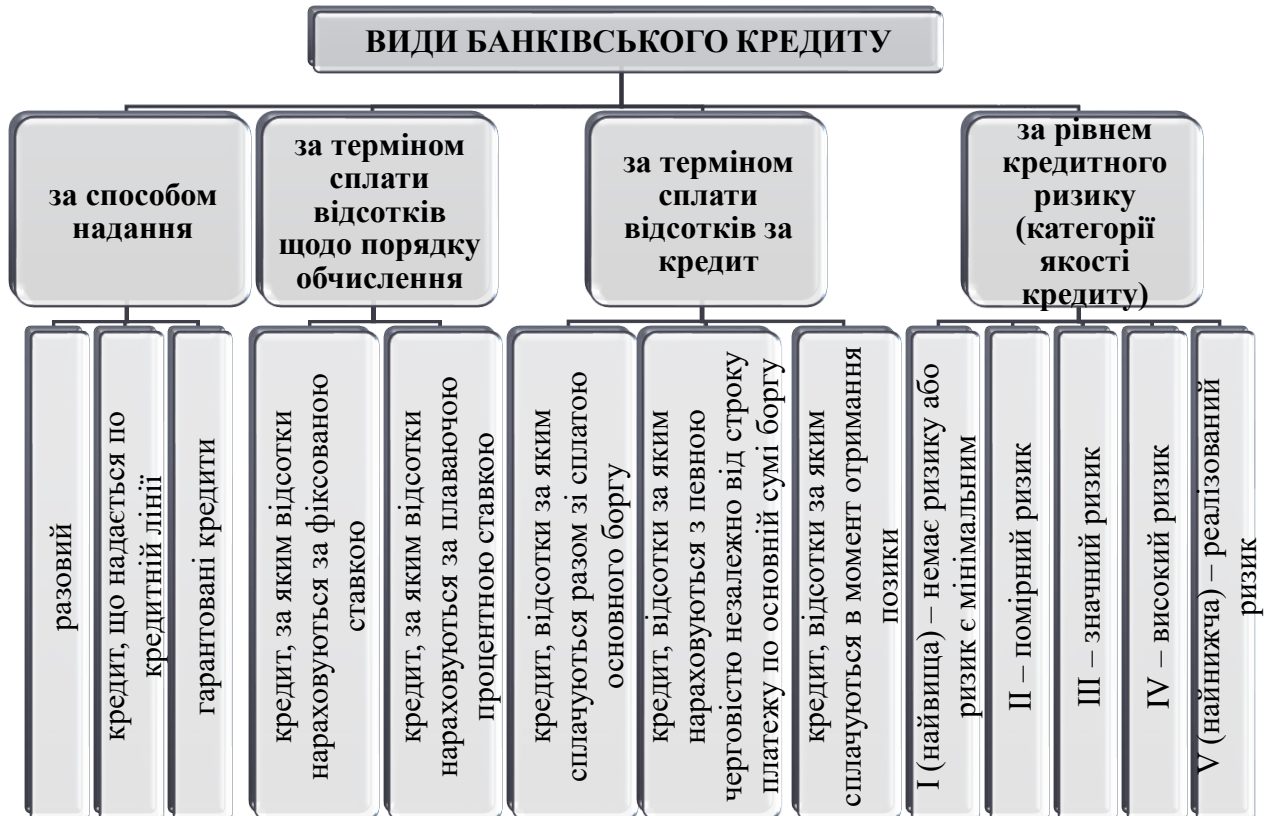 ВИДИ БАНКІВСЬКОГО КРЕДИТУ
за способом
надання
за терміном
сплати
відсотків
щодо порядку
обчислення
за терміном
сплати
відсотків за
кредит
за рівнем
кредитного
ризику
(категорії
якості
кредиту)
разовий
кредит, що надається по
кредитній лінії
гарантовані кредити
кредит, за яким відсотки
нараховуються за фіксованою
ставкою
кредит, за яким відсотки
нараховуються за плаваючою
процентною ставкою
кредит, відсотки за яким
сплачуються разом зі сплатою
основного боргу
кредит, відсотки за яким
нараховуються з певною
черговістю незалежно від строку
платежу по основній сумі боргу
кредит, відсотки за яким
сплачуються в момент отримання
позики
I (найвища) – немає ризику або
ризик є мінімальним
II – помірний ризик
III – значний ризик
IV – високий ризик
V (найнижча) – реалізований
ризик